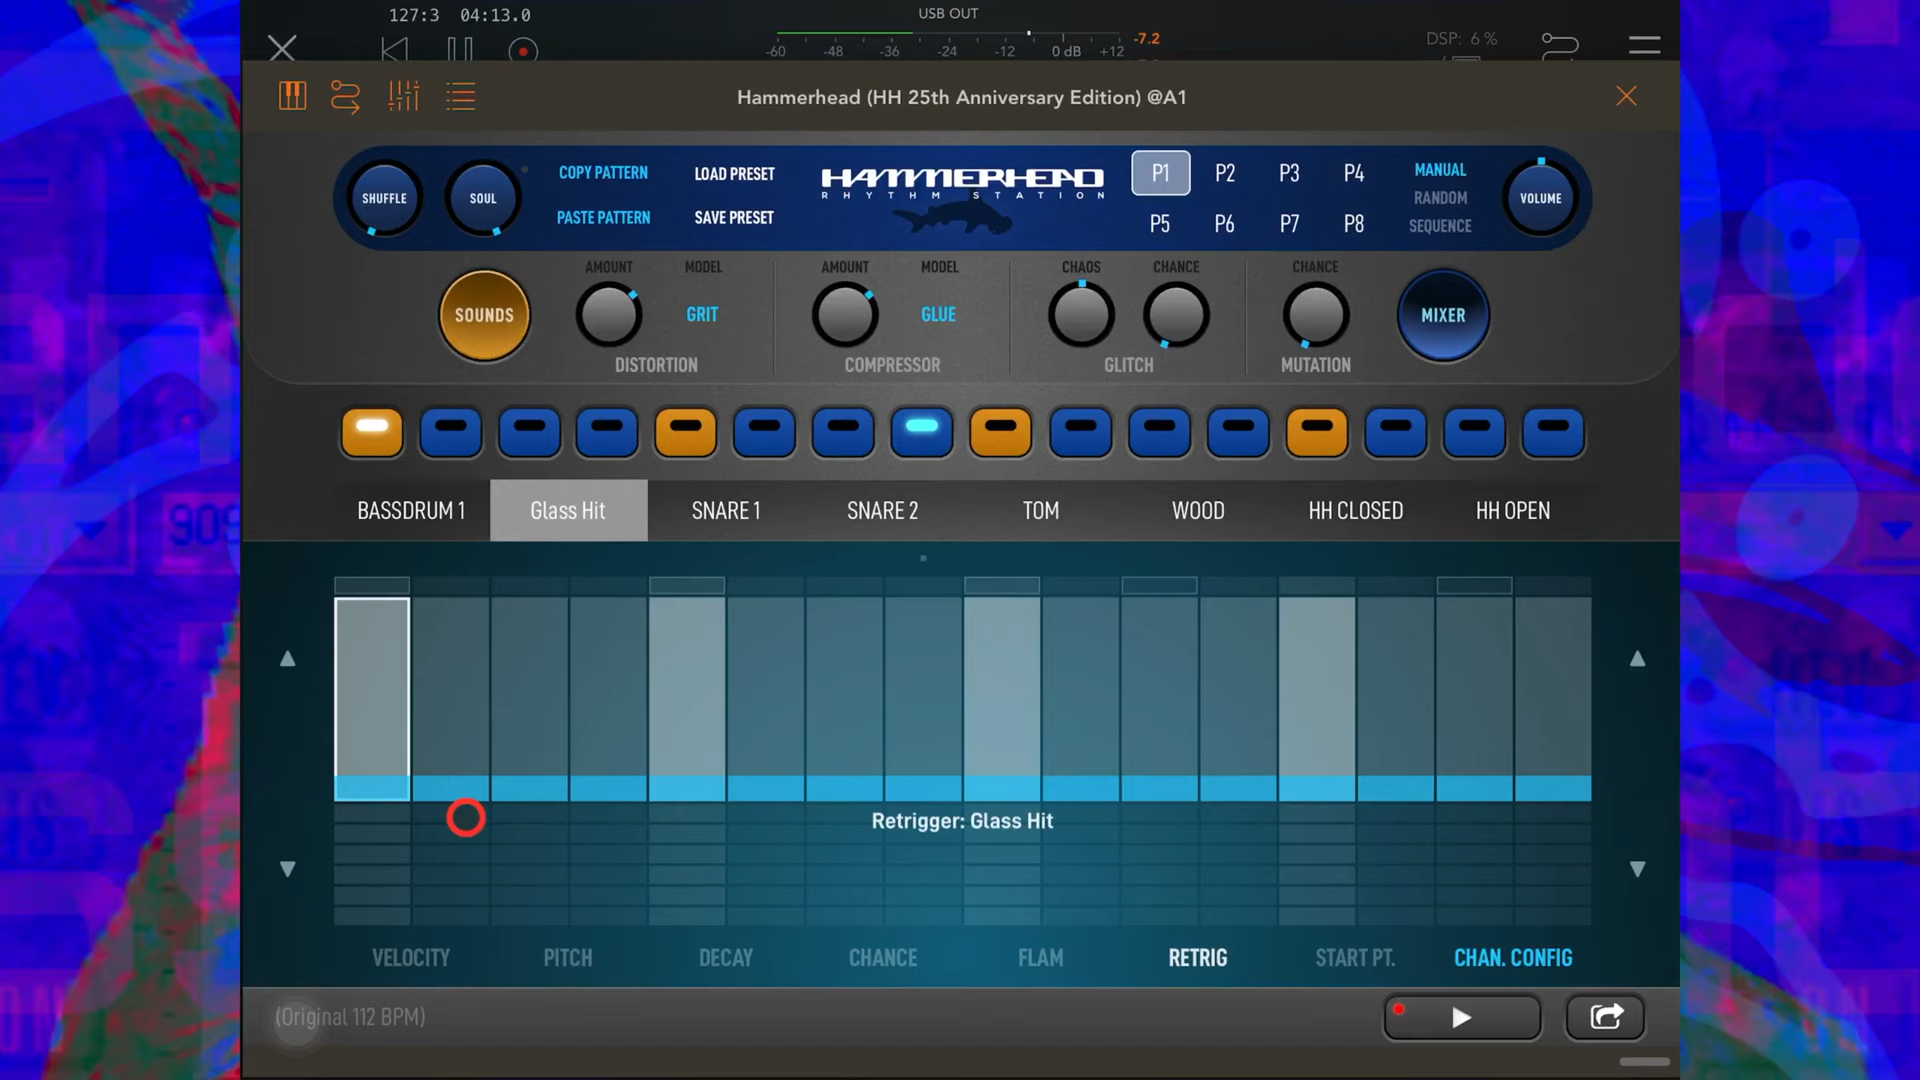 127:3 04:13.0
USB OUT
-60 -48 -36 -24 -12 0 dB +12
-7.2
DSP: 6 %
Hammerhead (HH 25th Anniversary Edition) @A1
SHUFFLE
SOUL
COPY PATTERN
LOAD PRESET
PASTE PATTERN
SAVE PRESET
HAMMERHEAD
RHYTHM STATION
P1 P2 P3 P4
P5 P6 P7 P8
MANUAL
RANDOM
SEQUENCE
VOLUME
AMOUNT MODEL AMOUNT MODEL CHAOS CHANCE CHANCE
SOUNDS
GRIT
GLUE
MIXER
DISTORTION COMPRESSOR GLITCH MUTATION
BASSDRUM 1 Glass Hit SNARE 1 SNARE 2 TOM WOOD HH CLOSED HH OPEN
Retrigger: Glass Hit
VELOCITY PITCH DECAY CHANCE FLAM RETRIG START PT. CHAN. CONFIG
(Original 112 BPM)
909